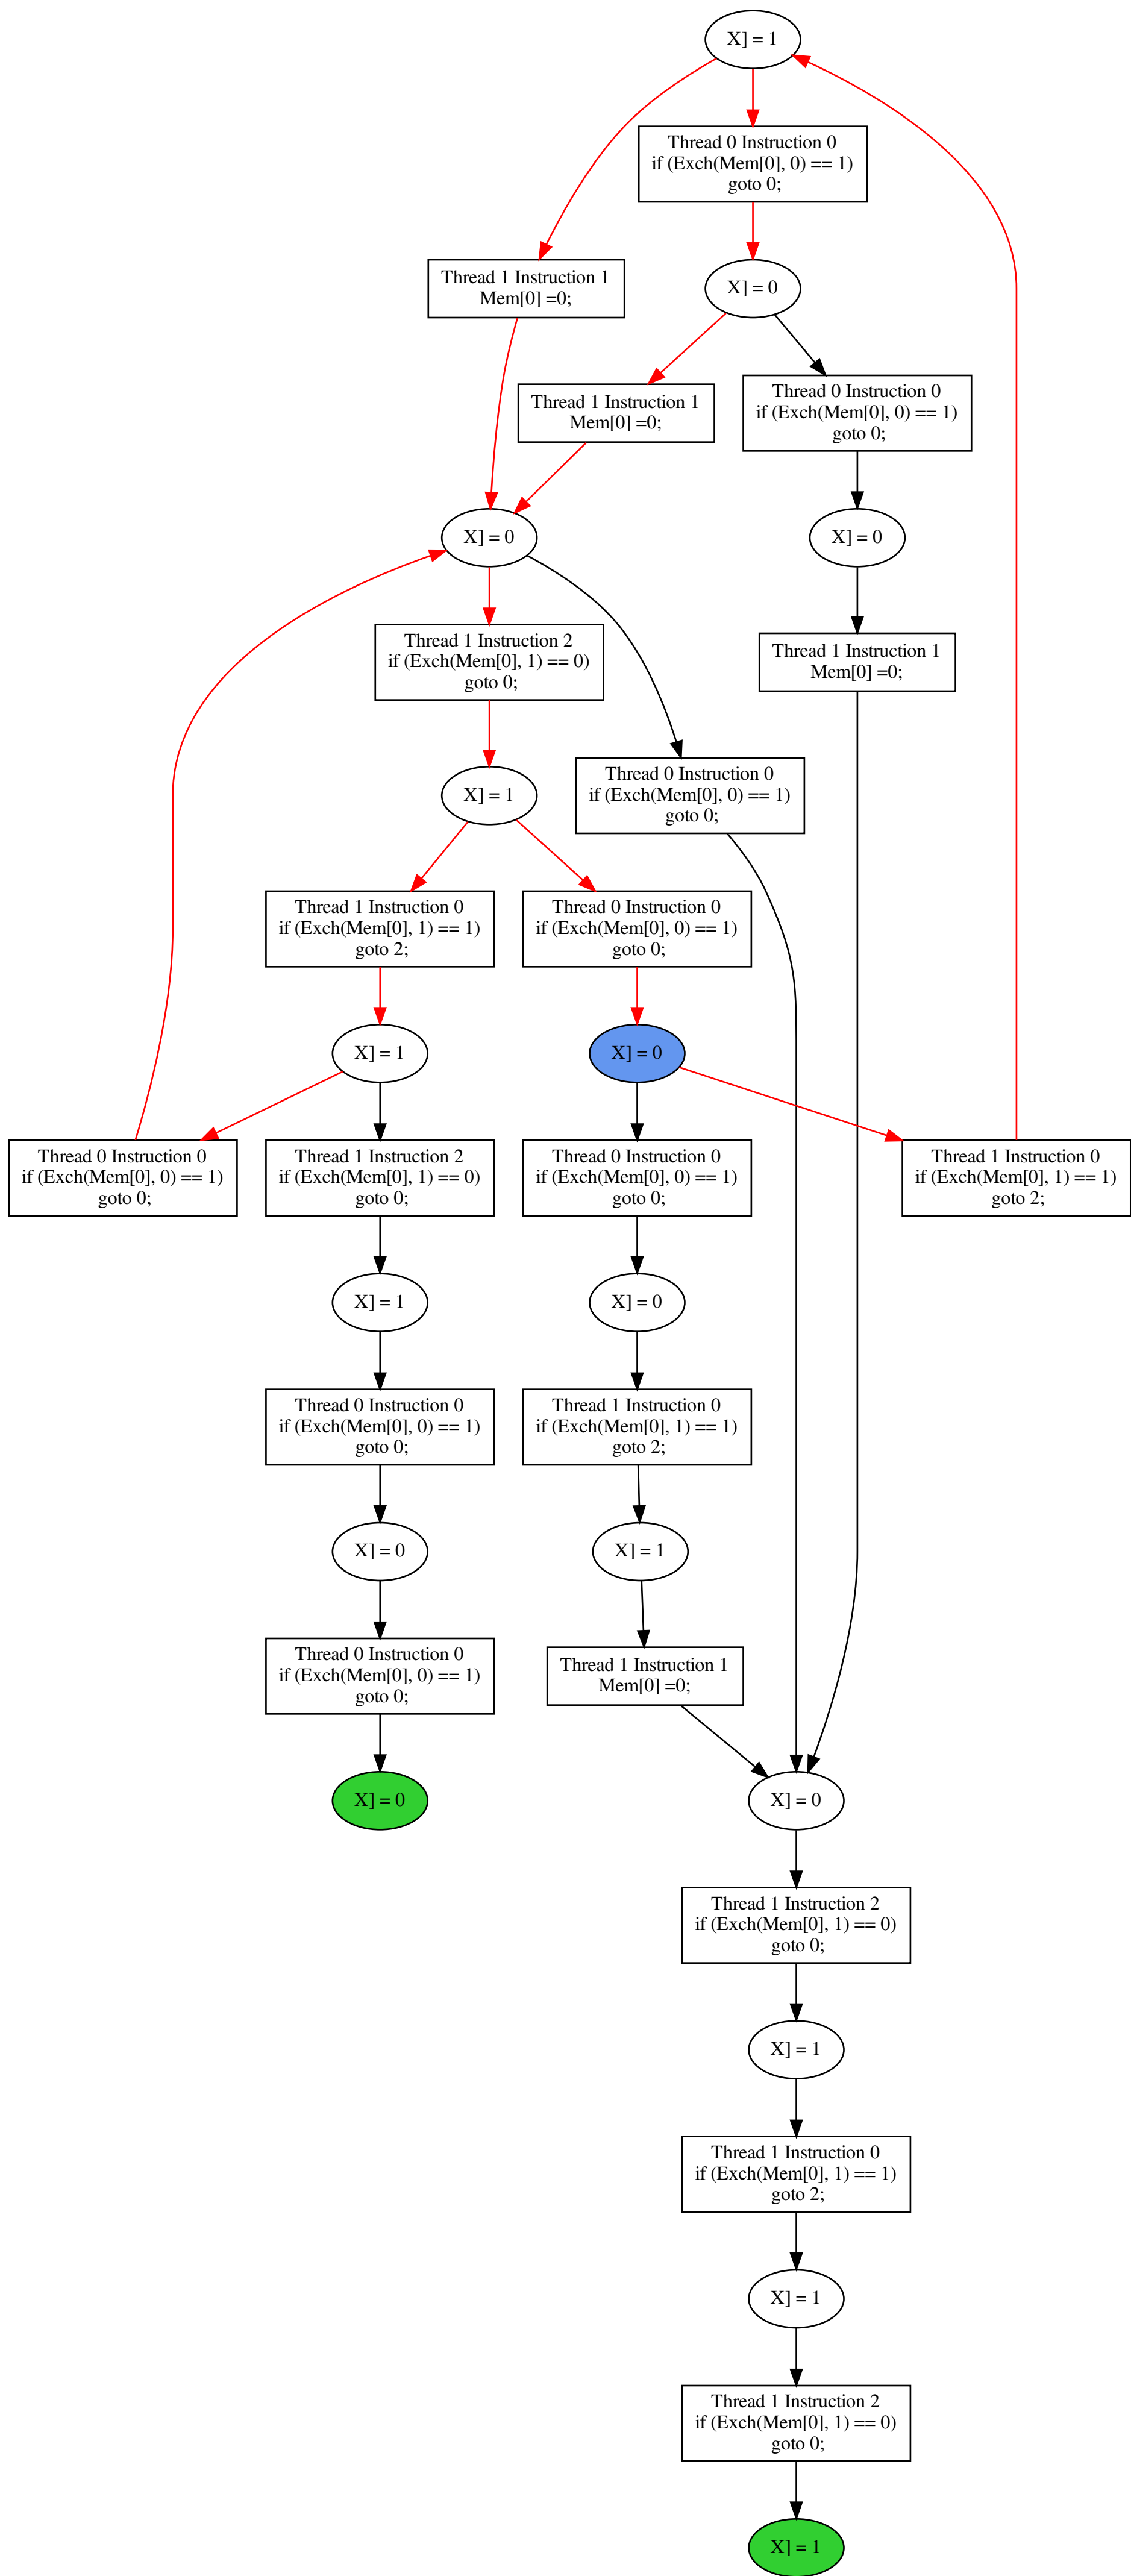 X] = 1
Thread 0 Instruction 0
if (Exch(Mem[0], 0) == 1)
goto 0;
Thread 1 Instruction 1
Mem[0] =0;
X] = 0
Thread 1 Instruction 1
Mem[0] =0;
Thread 0 Instruction 0
if (Exch(Mem[0], 0) == 1)
goto 0;
X] = 0
X] = 0
Thread 1 Instruction 2
if (Exch(Mem[0], 1) == 0)
goto 0;
Thread 1 Instruction 1
Mem[0] =0;
X] = 1
Thread 0 Instruction 0
if (Exch(Mem[0], 0) == 1)
goto 0;
Thread 1 Instruction 0
if (Exch(Mem[0], 1) == 1)
goto 2;
Thread 0 Instruction 0
if (Exch(Mem[0], 0) == 1)
goto 0;
X] = 1
X] = 0
Thread 0 Instruction 0
if (Exch(Mem[0], 0) == 1)
goto 0;
Thread 1 Instruction 2
if (Exch(Mem[0], 1) == 0)
goto 0;
Thread 0 Instruction 0
if (Exch(Mem[0], 0) == 1)
goto 0;
Thread 1 Instruction 0
if (Exch(Mem[0], 1) == 1)
goto 2;
X] = 1
X] = 0
Thread 0 Instruction 0
if (Exch(Mem[0], 0) == 1)
goto 0;
Thread 1 Instruction 0
if (Exch(Mem[0], 1) == 1)
goto 2;
X] = 0
X] = 1
Thread 0 Instruction 0
if (Exch(Mem[0], 0) == 1)
goto 0;
Thread 1 Instruction 1
Mem[0] =0;
X] = 0
X] = 0
Thread 1 Instruction 2
if (Exch(Mem[0], 1) == 0)
goto 0;
X] = 1
Thread 1 Instruction 0
if (Exch(Mem[0], 1) == 1)
goto 2;
X] = 1
Thread 1 Instruction 2
if (Exch(Mem[0], 1) == 0)
goto 0;
X] = 1